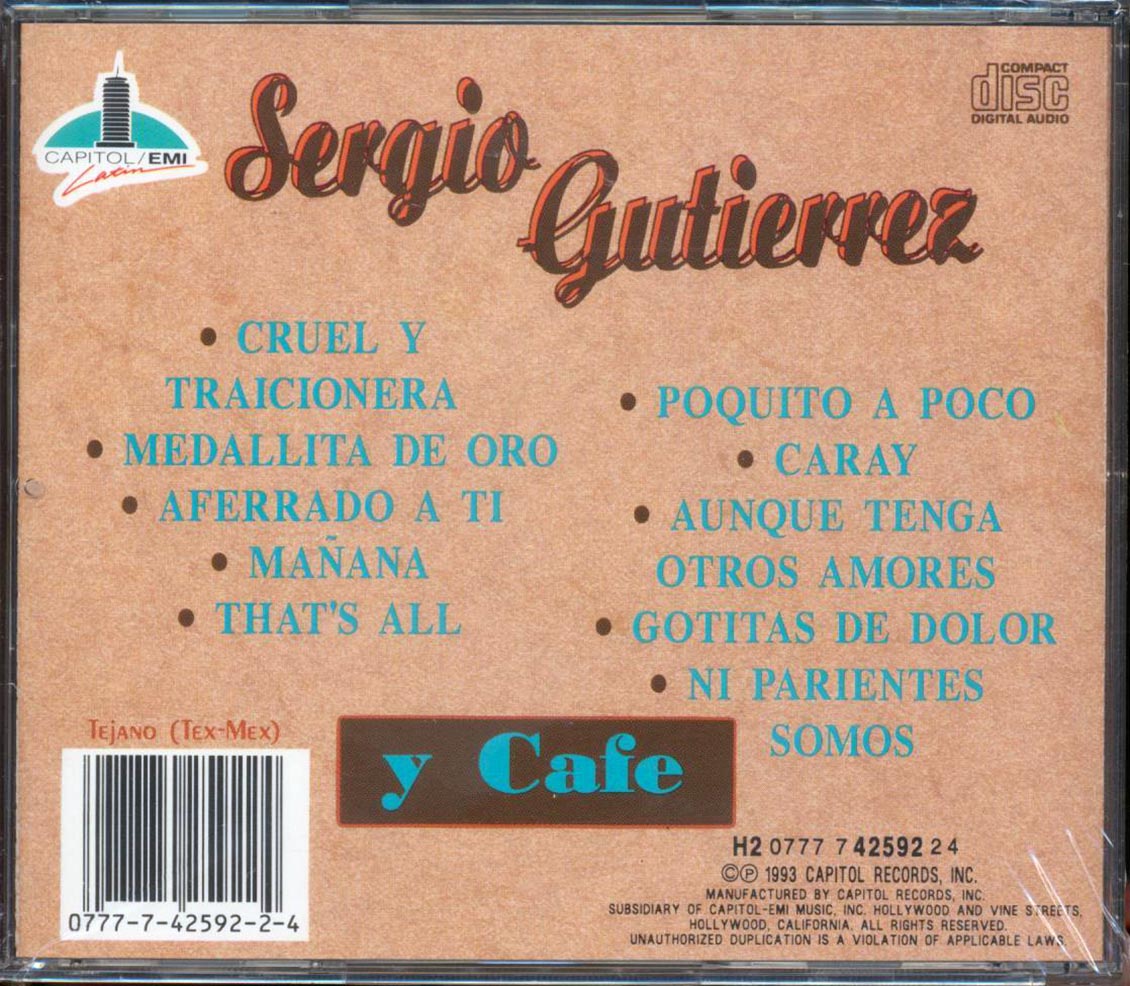 CAPITOL/EMI
Latin
COMPACT
disc
DIGITAL AUDIO
Sergio
Gutierrez
• CRUEL Y
TRAICIONERA
• MEDALLITA DE ORO
• AFERRADO A TI
• MAÑANA
• THAT'S ALL
• POQUITO A POCO
• CARAY
• AUNQUE TENGA
OTROS AMORES
• GOTITAS DE DOLOR
• NI PARIENTES
SOMOS
TEJANO (TEX-MEX)
y Cafe
0777-7-42592-2-4
H2 0777 7 42592 2 4
©℗ 1993 CAPITOL RECORDS, INC.
MANUFACTURED BY CAPITOL RECORDS, INC.
SUBSIDIARY OF CAPITOL-EMI MUSIC, INC. HOLLYWOOD AND VINE STREETS,
HOLLYWOOD, CALIFORNIA. ALL RIGHTS RESERVED.
UNAUTHORIZED DUPLICATION IS A VIOLATION OF APPLICABLE LAWS.